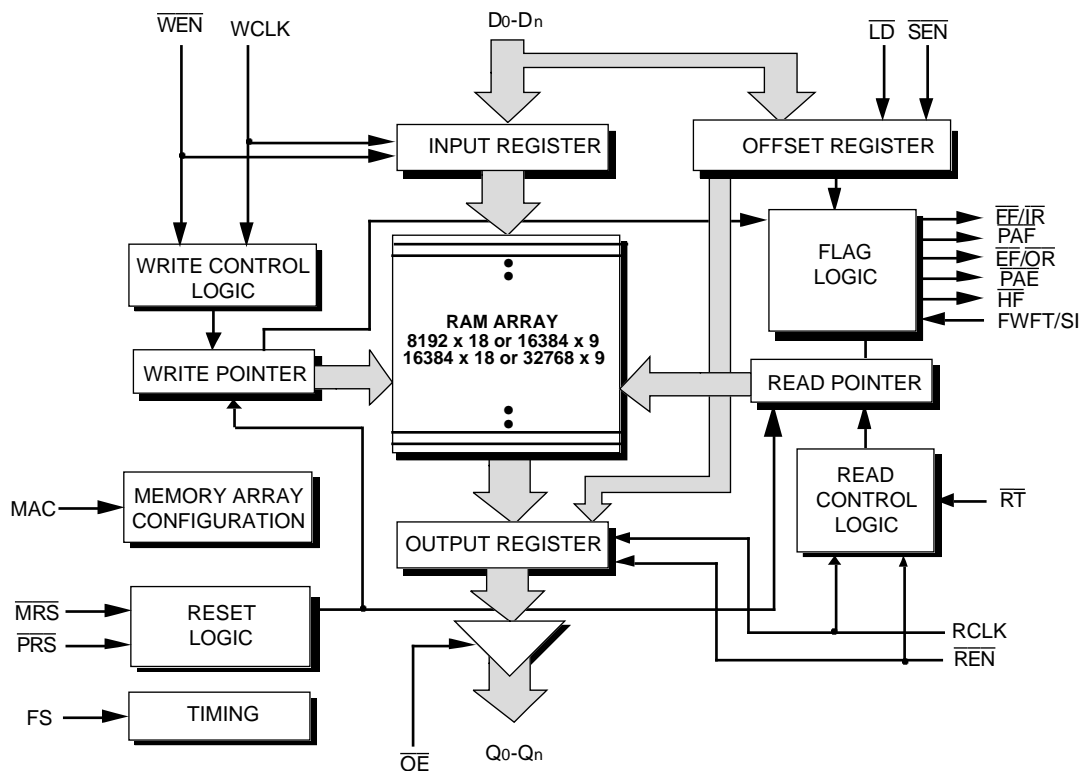 WEN WCLK D0-Dn LD SEN
INPUT REGISTER OFFSET REGISTER
WRITE CONTROL
LOGIC
FLAG
LOGIC
FF/IR
PAF
EF/OR
PAE
HF
FWFT/SI
RAM ARRAY
8192 x 18 or 16384 x 9
16384 x 18 or 32768 x 9
WRITE POINTER READ POINTER
MAC
MEMORY ARRAY
CONFIGURATION
READ
CONTROL
LOGIC
RT
OUTPUT REGISTER
MRS
PRS
RESET
LOGIC
RCLK
REN
FS TIMING
OE Q0-Qn